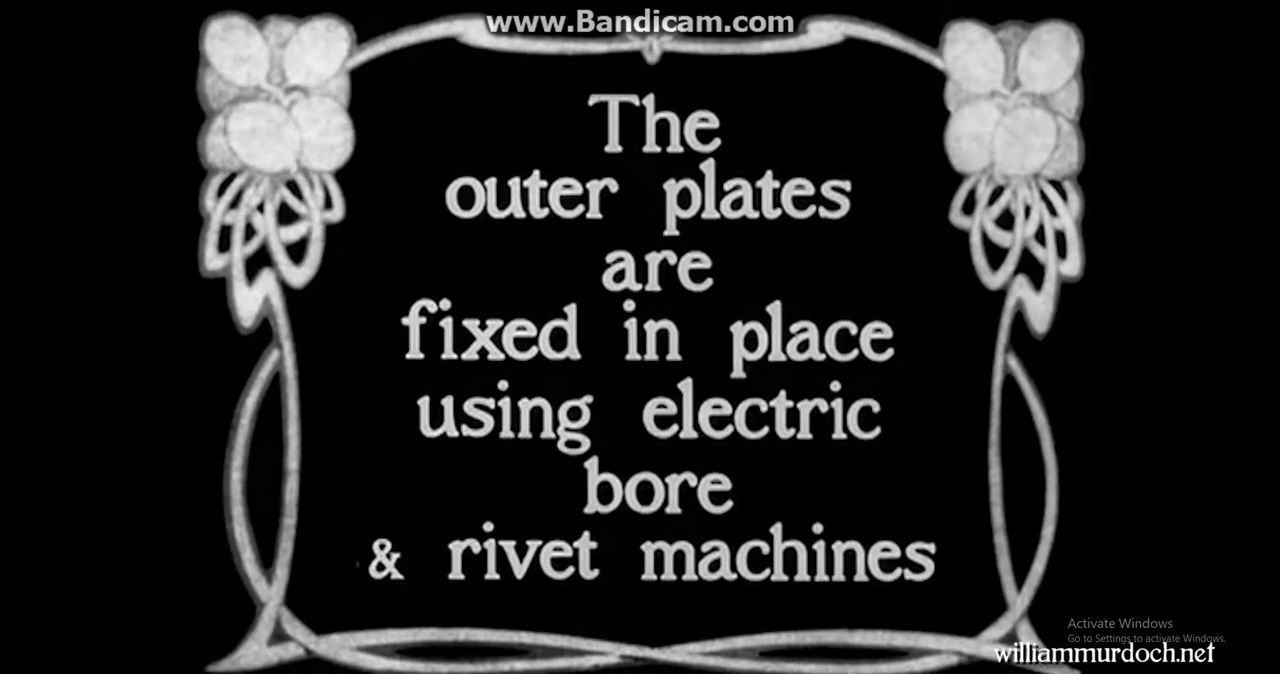 www.Bandicam.com
The
outer plates
are
fixed in place
using electric
bore
& rivet machines
Activate Windows
Go to Settings to activate Windows.
williammurdoch.net